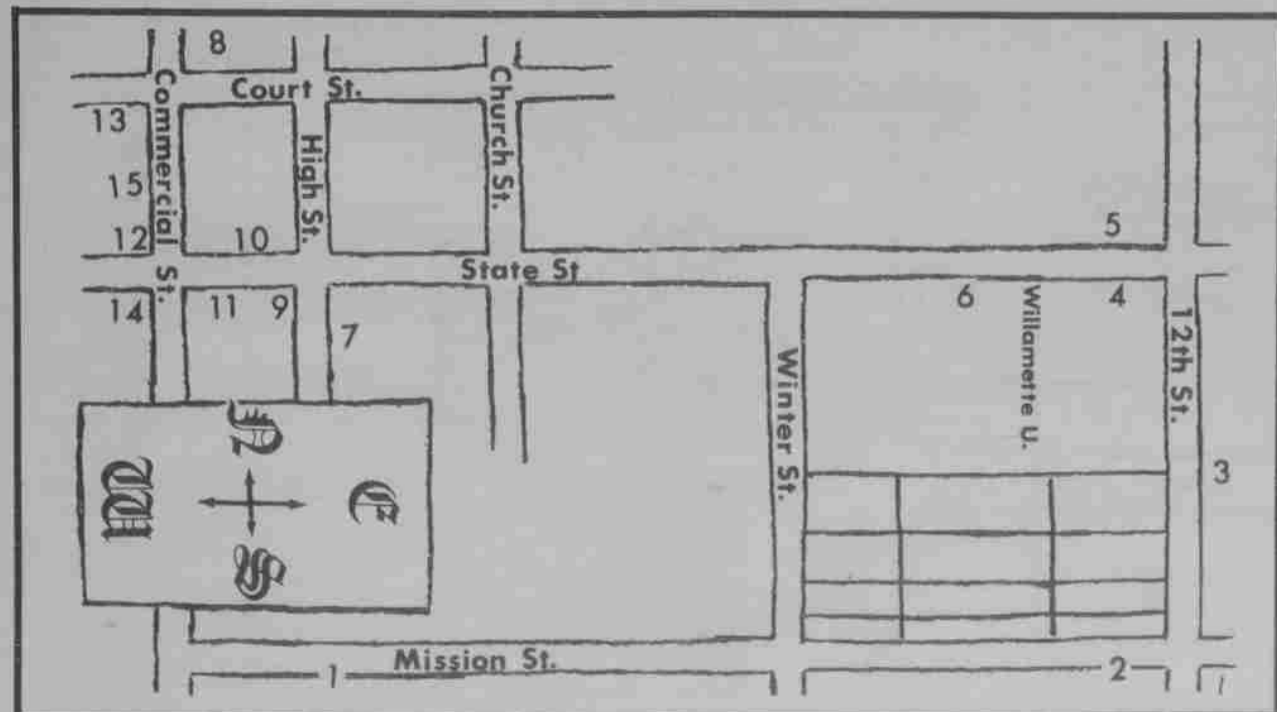 8
Court St.
Commercial St.
High St.
Church St.
13
15
12
10
5
State St
14
11
9
7
6
Willamette U.
4
12th St.
Winter St.
3
N
W
E
S
Mission St.
1
2